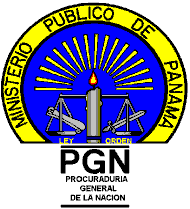 MINISTERIO PUBLICO DE PANAMA
LEY ORDEN
PGN
PROCURADURIA
GENERAL
DE LA NACION